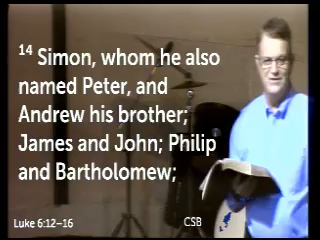 14 Simon, whom he also
named Peter, and
Andrew his brother;
James and John; Philip
and Bartholomew;
Luke 6:12–16 CSB